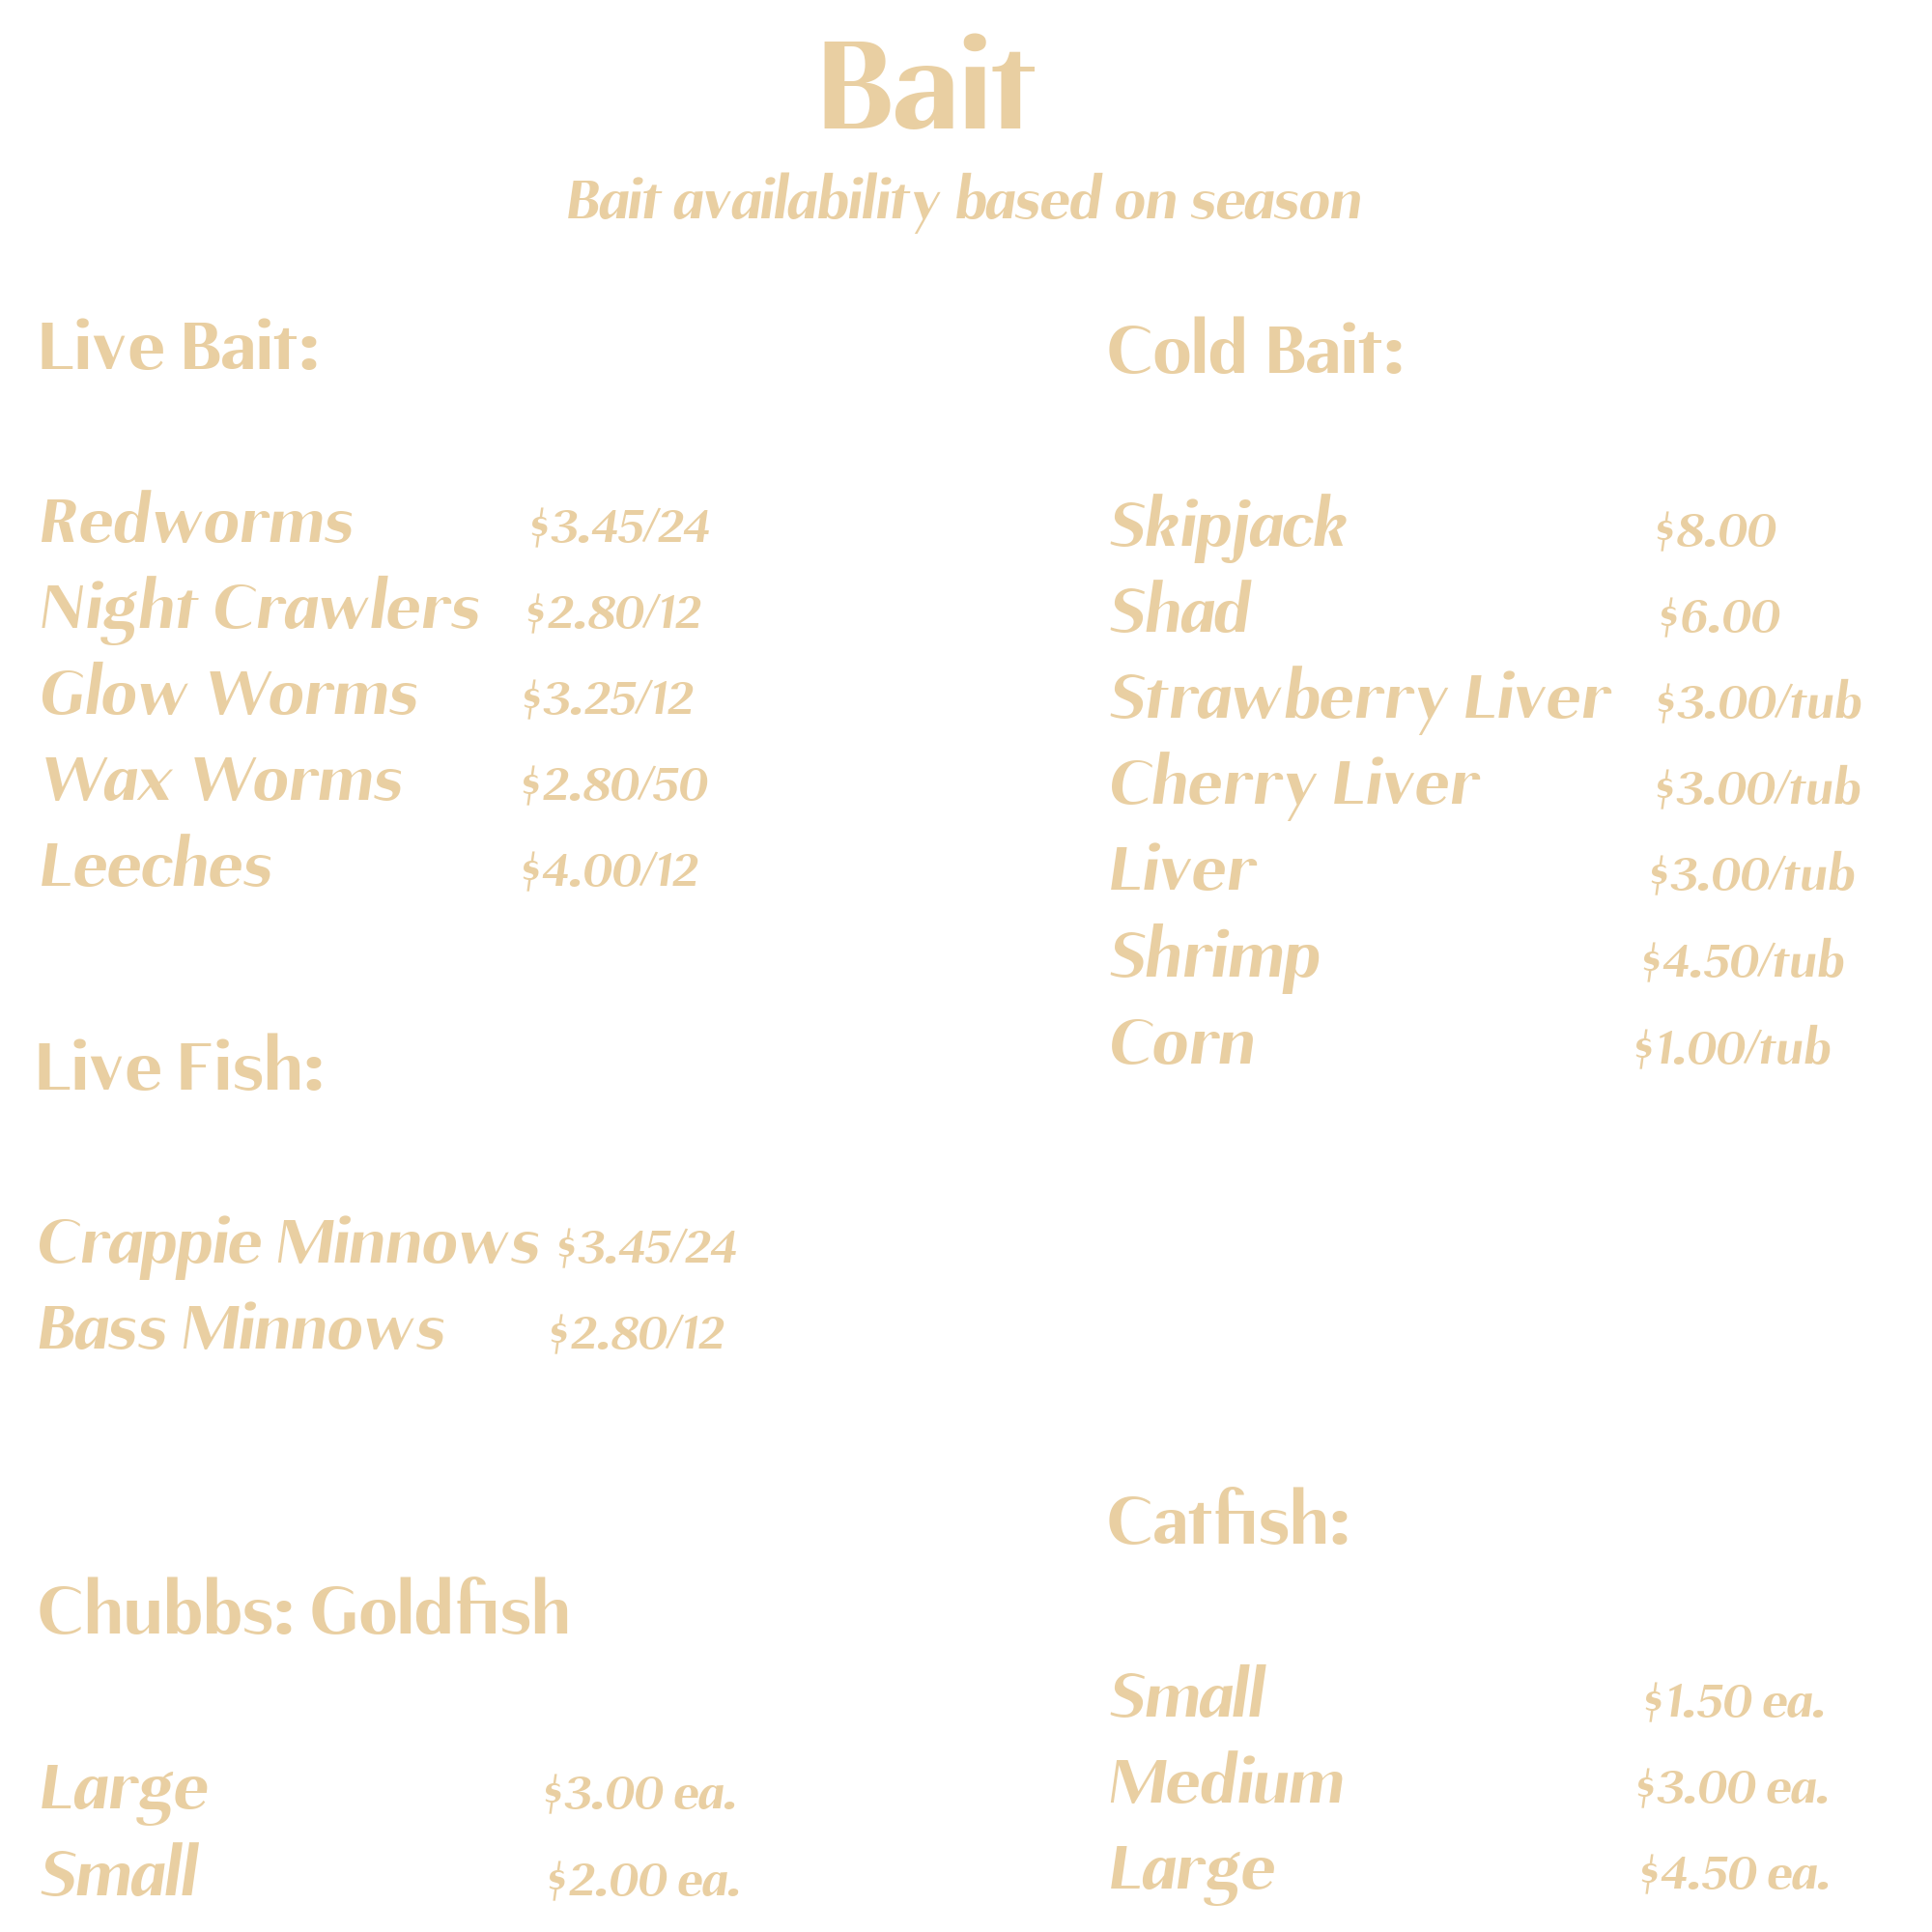 Bait
Bait availability based on season
Live Bait:
Redworms $3.45/24
Night Crawlers $2.80/12
Glow Worms $3.25/12
Wax Worms $2.80/50
Leeches $4.00/12
Live Fish:
Crappie Minnows $3.45/24
Bass Minnows $2.80/12
Chubbs: Goldfish
Large $3.00 ea.
Small $2.00 ea.
Cold Bait:
Skipjack $8.00
Shad $6.00
Strawberry Liver $3.00/tub
Cherry Liver $3.00/tub
Liver $3.00/tub
Shrimp $4.50/tub
Corn $1.00/tub
Catfish:
Small $1.50 ea.
Medium $3.00 ea.
Large $4.50 ea.